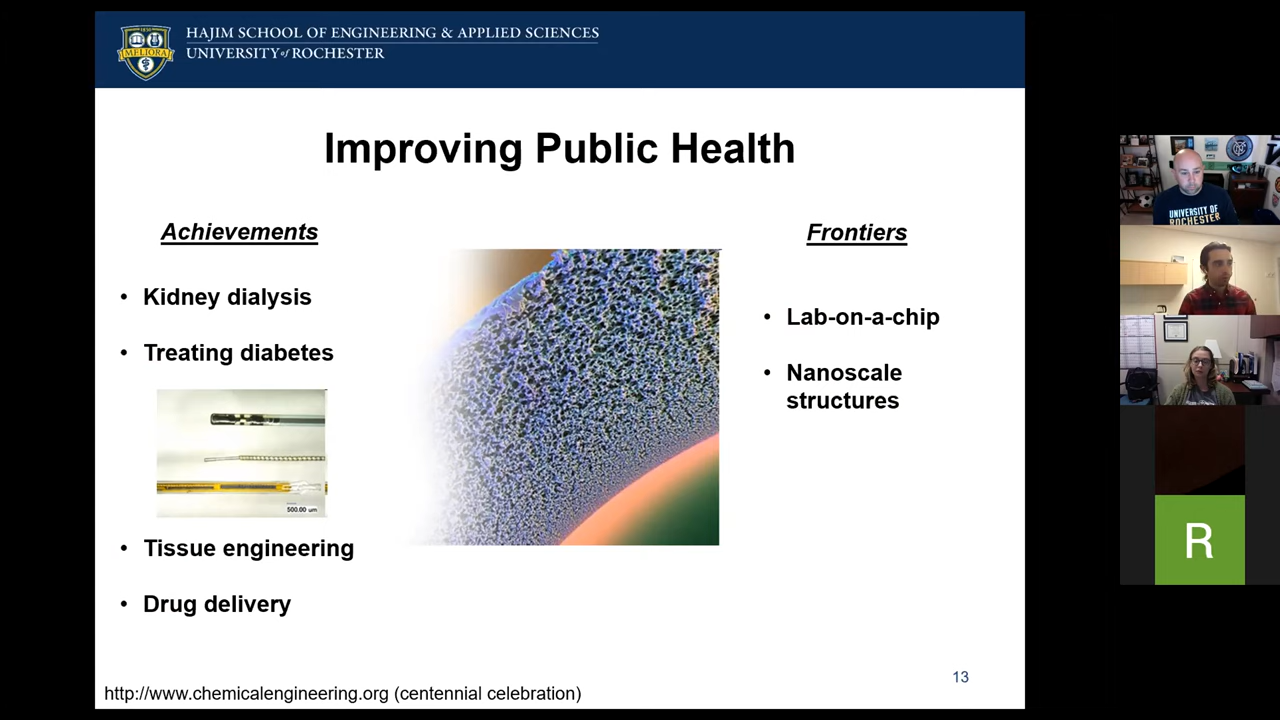 HAJIM SCHOOL OF ENGINEERING & APPLIED SCIENCES
UNIVERSITY of ROCHESTER
MELIORA
Improving Public Health
Achievements
• Kidney dialysis
• Treating diabetes
500.00 um
• Tissue engineering
• Drug delivery
Frontiers
• Lab-on-a-chip
• Nanoscale
structures
http://www.chemicalengineering.org (centennial celebration)
13
UNIVERSITY OF
ROCHESTER
R